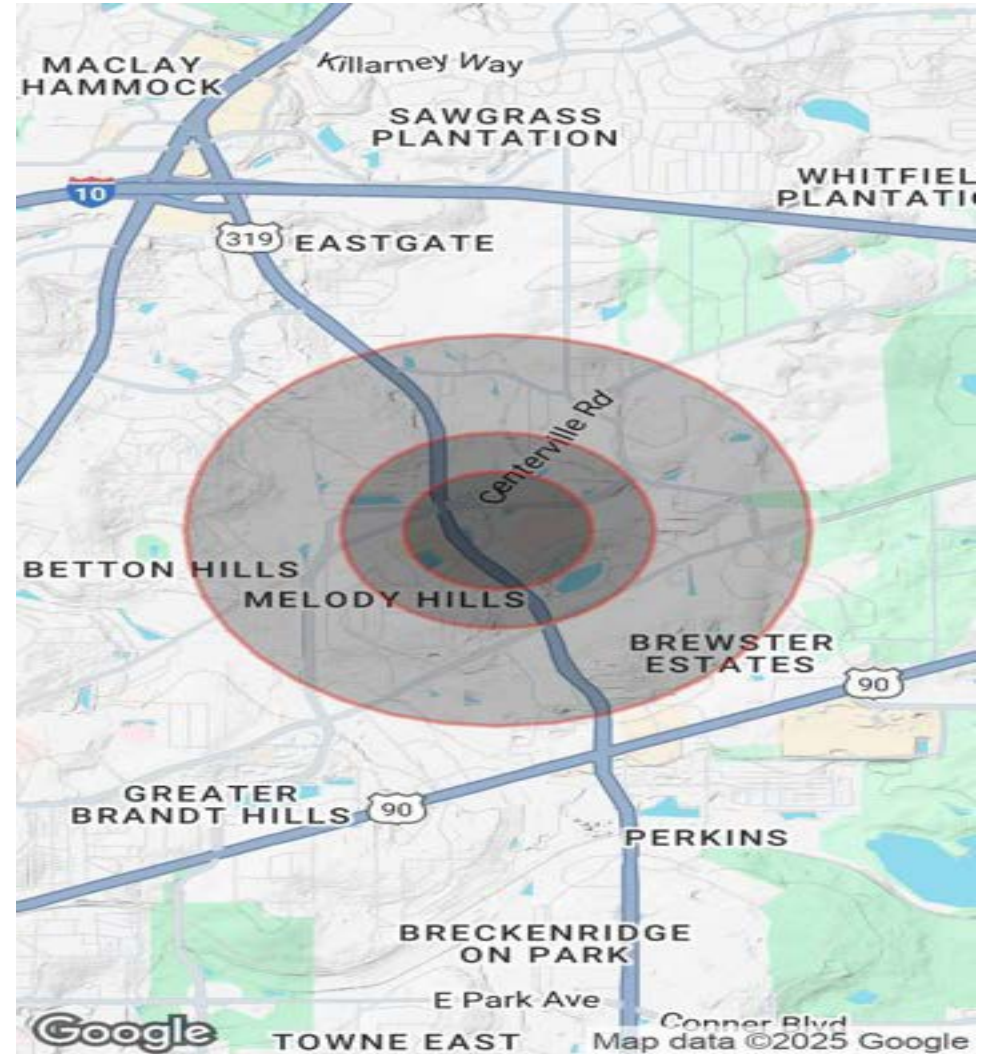 MACLAY
HAMMOCK
Killarney Way
SAWGRASS
PLANTATION
WHITFIEL
PLANTATI
10
319
EASTGATE
Centerville Rd
BETTON HILLS
MELODY HILLS
BREWSTER
ESTATES
90
GREATER
BRANDT HILLS
90
PERKINS
BRECKENRIDGE
ON PARK
E Park Ave
Conner Blvd
Google
TOWNE EAST
Map data ©2025 Google